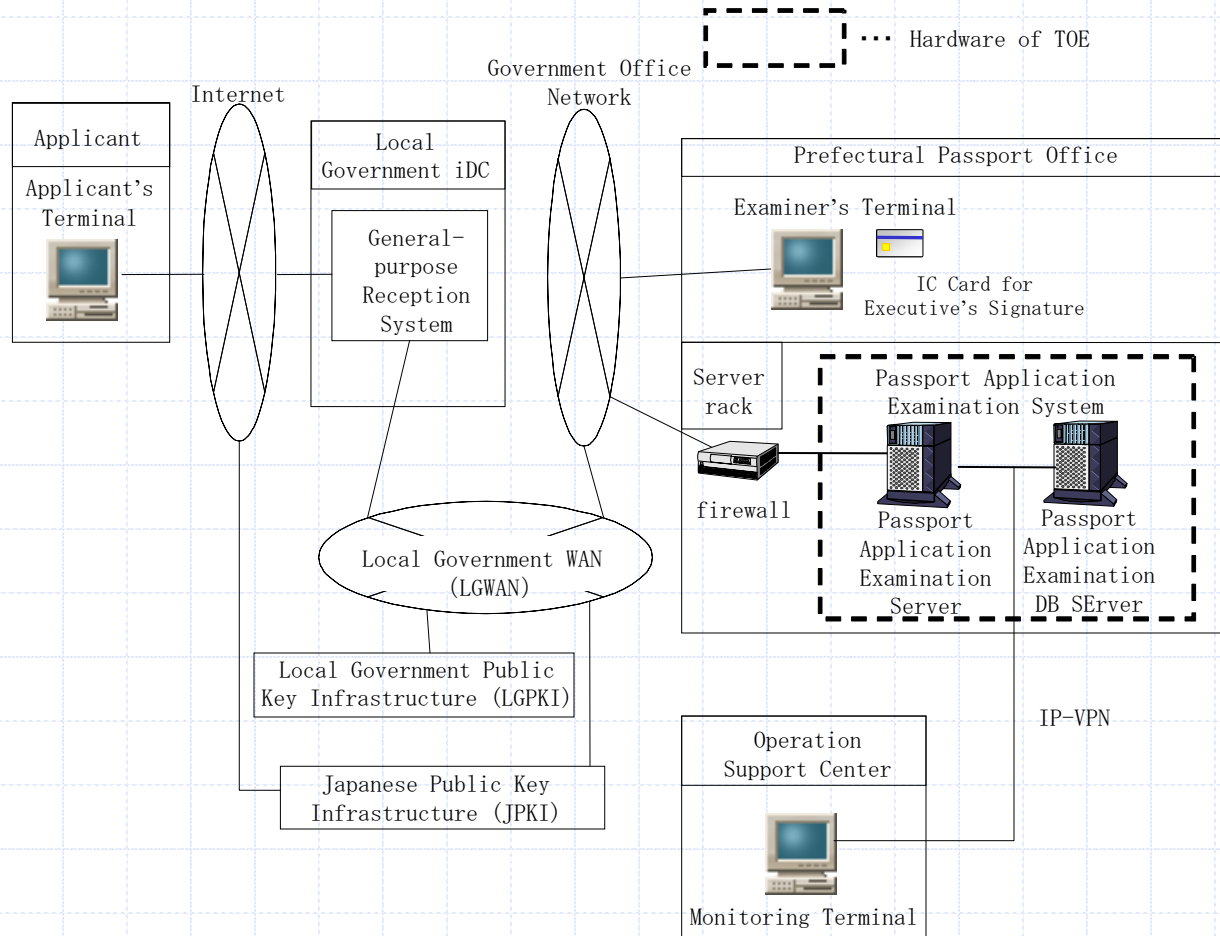 ··· Hardware of TOE
Government Office
Network
Internet
Applicant
Applicant’s
Terminal
Local
Government iDC
General-
purpose
Reception
System
Prefectural Passport Office
Examiner’s Terminal
IC Card for
Executive’s Signature
Server
rack
Passport Application
Examination System
firewall
Passport
Application
Examination
Server
Passport
Application
Examination
DB SErver
Local Government WAN
(LGWAN)
Local Government Public
Key Infrastructure (LGPKI)
Japanese Public Key
Infrastructure (JPKI)
IP-VPN
Operation
Support Center
Monitoring Terminal